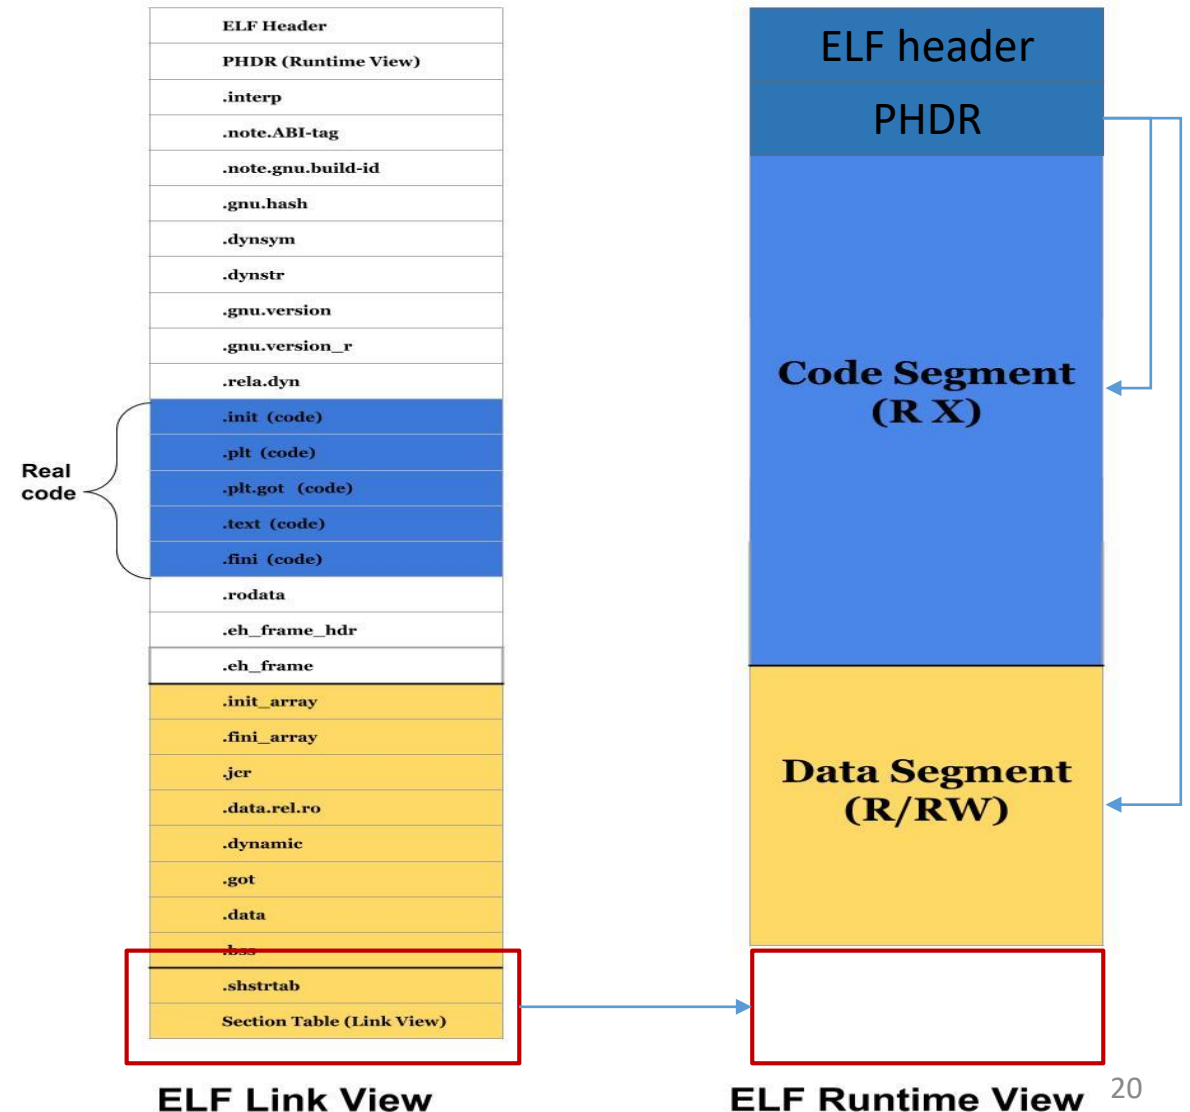 ELF Header
PHDR (Runtime View)
.interp
.note.ABI-tag
.note.gnu.build-id
.gnu.hash
.dynsym
.dynstr
.gnu.version
.gnu.version_r
.rela.dyn
.init (code)
.plt (code)
.plt.got (code)
.text (code)
.fini (code)
.rodata
.eh_frame_hdr
.eh_frame
.init_array
.fini_array
.jcr
.data.rel.ro
.dynamic
.got
.data
.bss
.shstrtab
Section Table (Link View)
Real
code
ELF Link View
ELF header
PHDR
Code Segment
(R X)
Data Segment
(R/RW)
ELF Runtime View
20